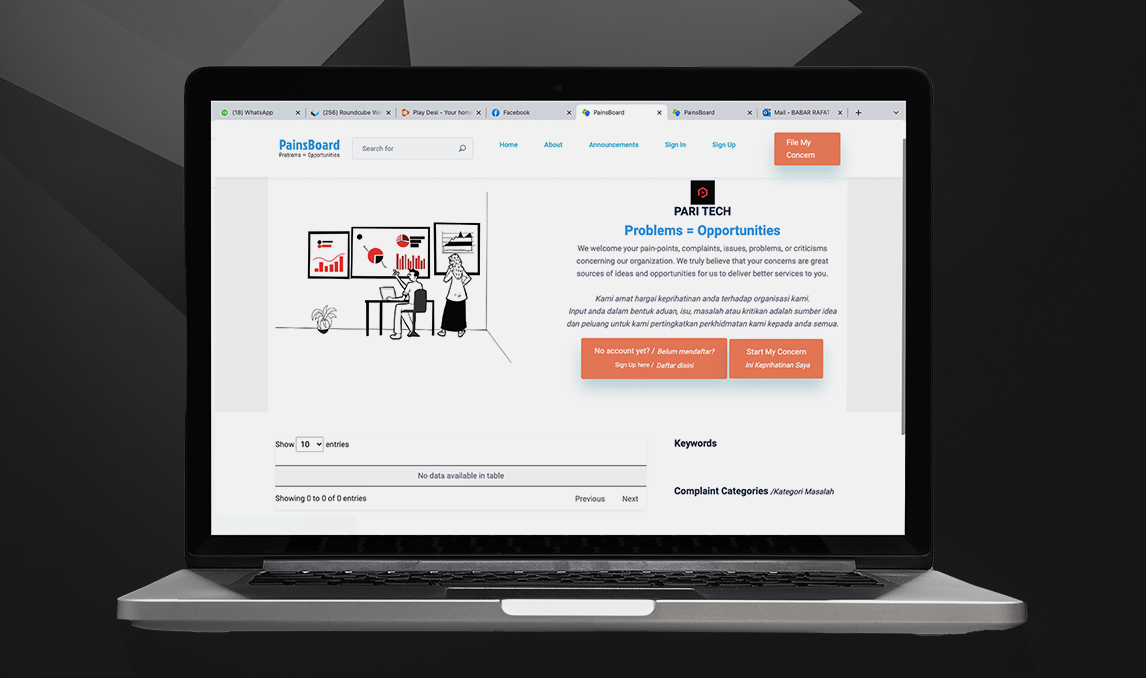 (18) WhatsApp
(256) Roundcube We
Play Desi - Your home
Facebook
PainsBoard
PainsBoard
Mail - BABAR RAFAT
PainsBoard
Problems = Opportunities
Search for
Home
About
Announcements
Sign In
Sign Up
File My
Concern
PARI TECH
Problems = Opportunities
We welcome your pain-points, complaints, issues, problems, or criticisms
concerning our organization. We truly believe that your concerns are great
sources of ideas and opportunities for us to deliver better services to you.
Kami amat hargai keprihatinan anda terhadap organisasi kami.
Input anda dalam bentuk aduan, isu, masalah atau kritikan adalah sumber idea
dan peluang untuk kami pertingkatkan perkhidmatan kami kepada anda semua.
No account yet? / Belum mendaftar?
Sign Up here / Daftar disini
Start My Concern
Ini Keprihatinan Saya
Show 10 entries
No data available in table
Showing 0 to 0 of 0 entries
Previous
Next
Keywords
Complaint Categories /Kategori Masalah